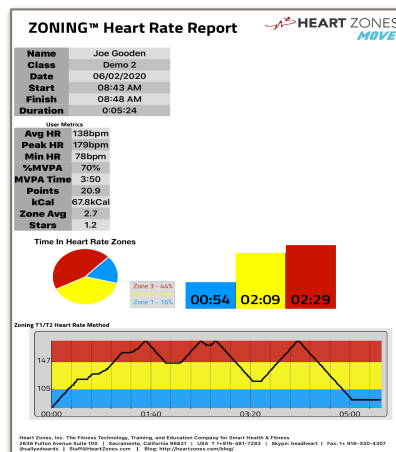 ZONING™ Heart Rate Report
HEART ZONES
MOVE
Name Joe Gooden
Class Demo 2
Date 06/02/2020
Start 08:43 AM
Finish 08:48 AM
Duration 0:05:24
User Metrics
Avg HR 138bpm
Peak HR 179bpm
Min HR 78bpm
%MVPA 70%
MVPA Time 3:50
Points 20.9
kCal 67.8kCal
Zone Avg 2.7
Stars 1.2
Time In Heart Rate Zones
Zone 3 - 44%
Zone 1 - 16%
00:54 02:09 02:29
Zoning T1/T2 Heart Rate Method
147
105
00:00 01:40 03:20 05:00
Heart Zones, Inc. The Fitness Technology, Training, and Education Company for Smart Health & Fitness
2636 Fulton Avenue Suite 100 | Sacramento, California 95821 | USA T 1+916-481-7283 | Skype: headheart | Fax: 1+ 916-330-4307
@sallyedwards | Staff@HeartZones.com | Blog: http://heartzones.com/blog/